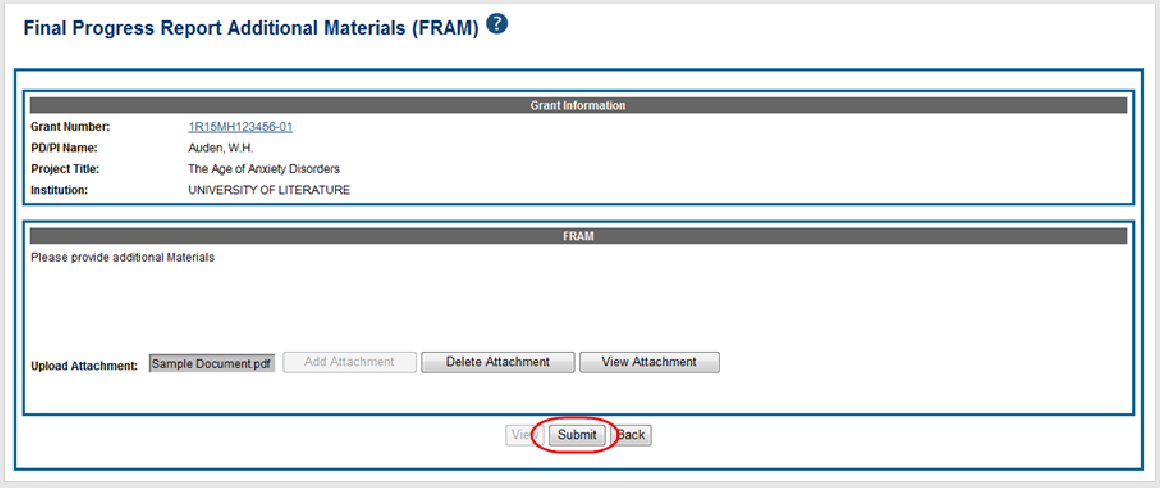 Final Progress Report Additional Materials (FRAM) ?
Grant Information
Grant Number: 1R15MH123456-01
PD/PI Name: Auden, W.H.
Project Title: The Age of Anxiety Disorders
Institution: UNIVERSITY OF LITERATURE
FRAM
Please provide additional Materials
Upload Attachment: Sample Document.pdf Add Attachment Delete Attachment View Attachment
View Submit Back